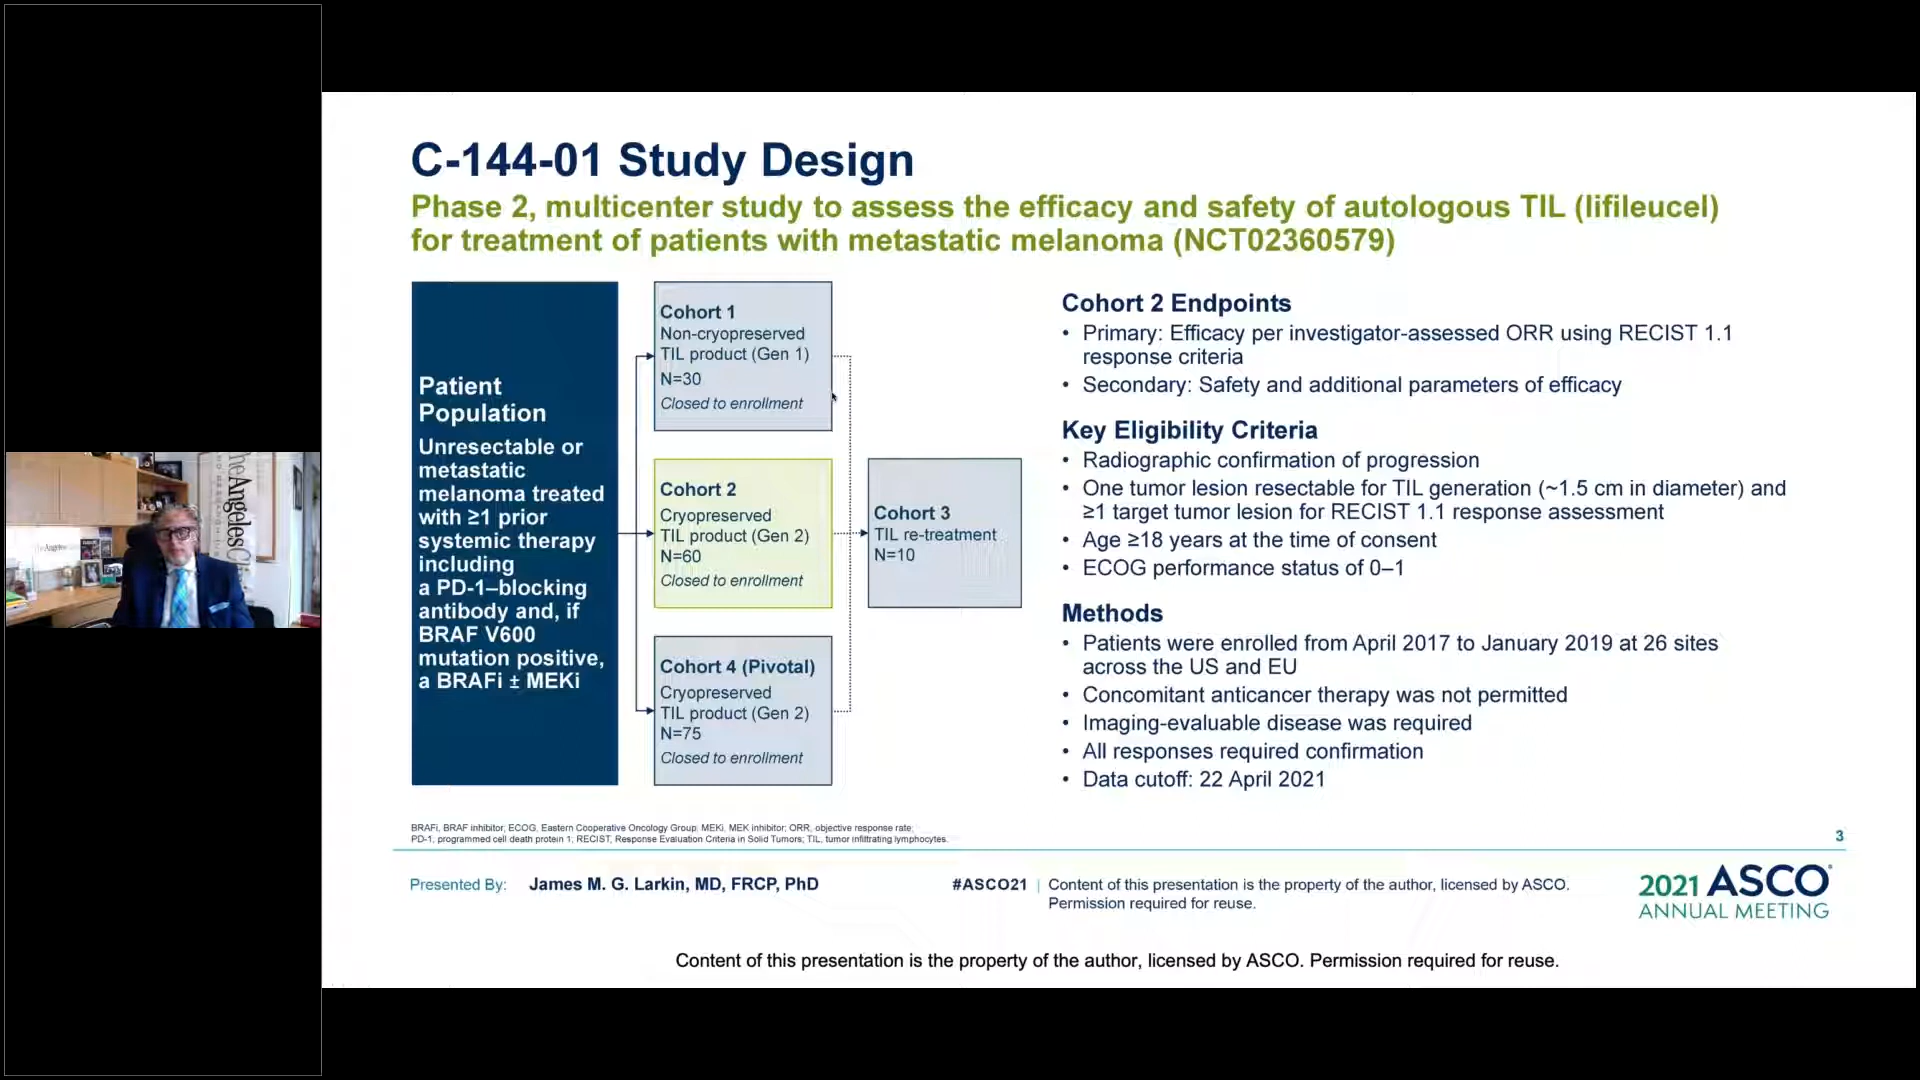 C-144-01 Study Design
Phase 2, multicenter study to assess the efficacy and safety of autologous TIL (lifileucel)
for treatment of patients with metastatic melanoma (NCT02360579)
Patient
Population
Unresectable or
metastatic
melanoma treated
with ≥1 prior
systemic therapy
including
a PD-1–blocking
antibody and, if
BRAF V600
mutation positive,
a BRAFi ± MEKi
Cohort 1
Non-cryopreserved
TIL product (Gen 1)
N=30
Closed to enrollment
Cohort 2
Cryopreserved
TIL product (Gen 2)
N=60
Closed to enrollment
Cohort 4 (Pivotal)
Cryopreserved
TIL product (Gen 2)
N=75
Closed to enrollment
Cohort 3
TIL re-treatment
N=10
Cohort 2 Endpoints
• Primary: Efficacy per investigator-assessed ORR using RECIST 1.1
response criteria
• Secondary: Safety and additional parameters of efficacy
Key Eligibility Criteria
• Radiographic confirmation of progression
• One tumor lesion resectable for TIL generation (~1.5 cm in diameter) and
≥1 target tumor lesion for RECIST 1.1 response assessment
• Age ≥18 years at the time of consent
• ECOG performance status of 0–1
Methods
• Patients were enrolled from April 2017 to January 2019 at 26 sites
across the US and EU
• Concomitant anticancer therapy was not permitted
• Imaging-evaluable disease was required
• All responses required confirmation
• Data cutoff: 22 April 2021
BRAFi, BRAF inhibitor; ECOG, Eastern Cooperative Oncology Group; MEKi, MEK inhibitor; ORR, objective response rate;
PD-1, programmed cell death protein 1; RECIST, Response Evaluation Criteria in Solid Tumors; TIL, tumor infiltrating lymphocytes.
3
Presented By: James M. G. Larkin, MD, FRCP, PhD
#ASCO21 | Content of this presentation is the property of the author, licensed by ASCO.
Permission required for reuse.
2021 ASCO®
ANNUAL MEETING
Content of this presentation is the property of the author, licensed by ASCO. Permission required for reuse.
heAngelesC